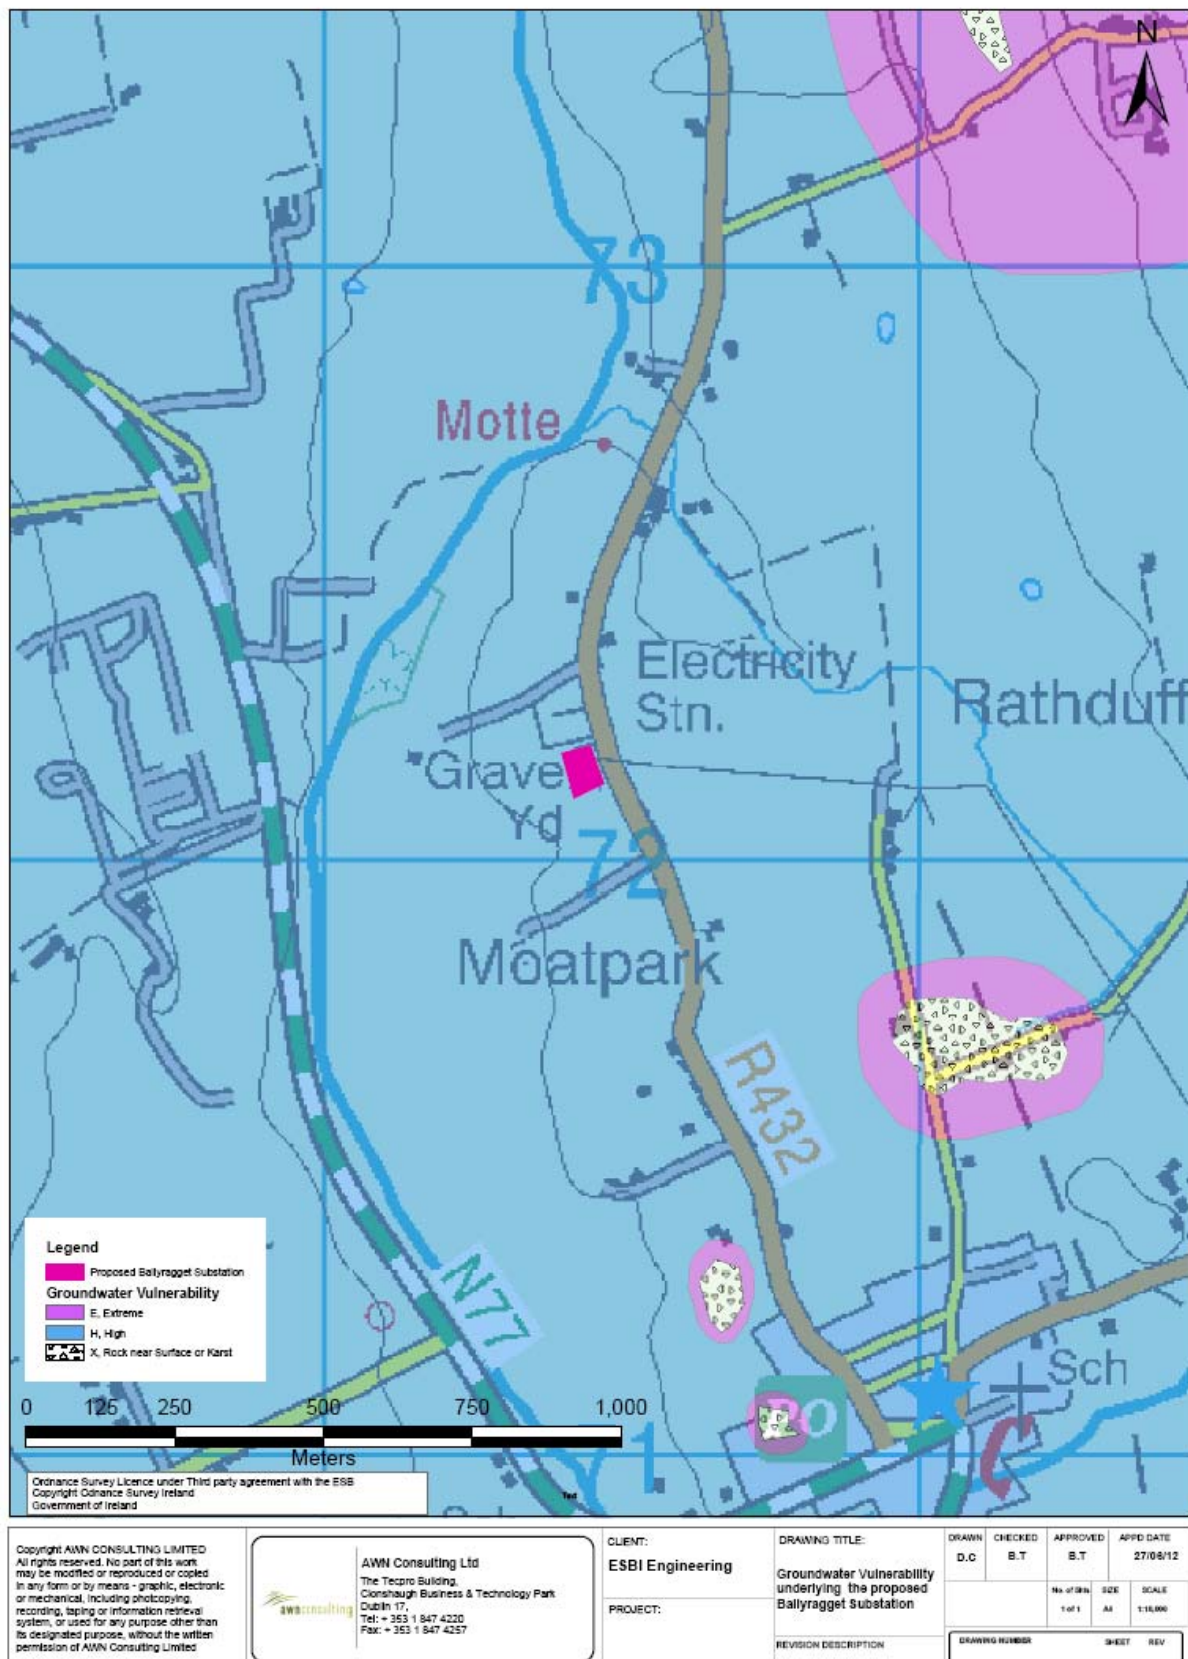 N
73
Motte
Electricity
Stn.
Rathduff
Grave
Yd
72
Moatpark
R432
N77
Sch
PO
1
Legend
Proposed Ballyragget Substation
Groundwater Vulnerability
E, Extreme
H, High
X, Rock near Surface or Karst
0 125 250 500 750 1,000
Meters
Ordnance Survey Licence under Third party agreement with the ESB
Copyright Odnance Survey Ireland
Government of Ireland
Copyright AWN CONSULTING LIMITED
All rights reserved. No part of this work
may be modified or reproduced or copied
in any form or by means - graphic, electronic
or mechanical, including photocopying,
recording, taping or information retrieval
system, or used for any purpose other than
its designated purpose, without the written
permission of AWN Consulting Limited
awnconsulting
AWN Consulting Ltd
The Tecpro Building,
Clonshaugh Business & Technology Park
Dublin 17,
Tel: + 353 1 847 4220
Fax: + 353 1 847 4257
CLIENT:
ESBI Engineering
PROJECT:
DRAWING TITLE:
Groundwater Vulnerability
underlying the proposed
Ballyragget Substation
REVISION DESCRIPTION
DRAWN CHECKED APPROVED APPD DATE
D.C B.T B.T 27/06/12
No. of Shts SIZE SCALE
1 of 1 A4
DRAWING NUMBER SHEET REV